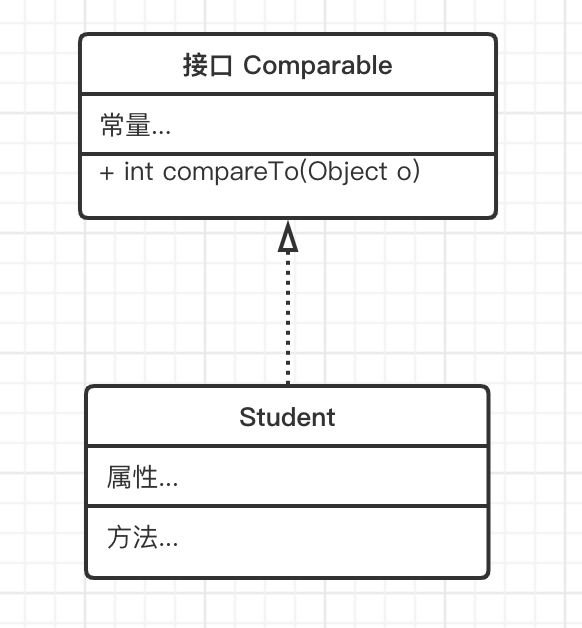 接口 Comparable
常量...
+ int compareTo(Object o)
Student
属性...
方法...